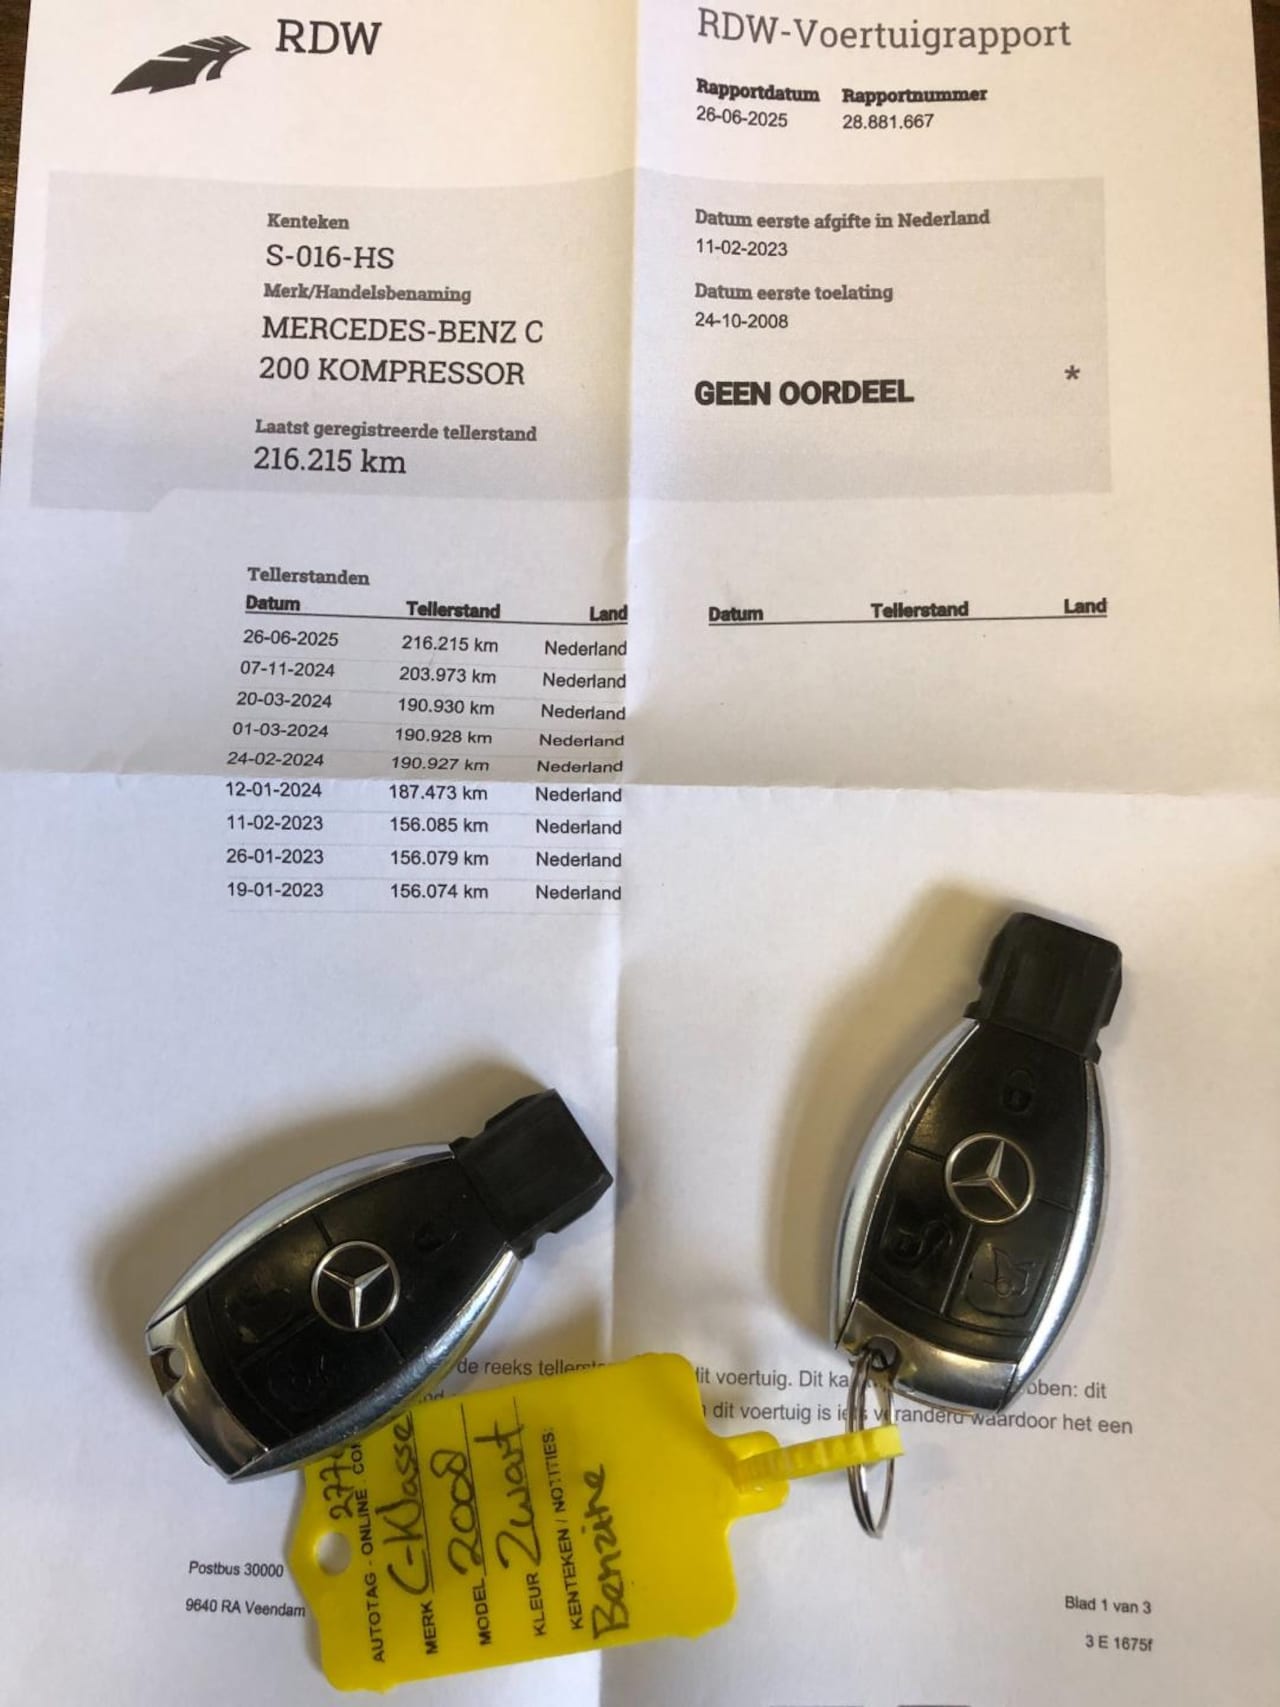 RDW
RDW-Voertuigrapport
Rapportdatum Rapportnummer
26-06-2025 28.881.667
Kenteken
S-016-HS
Merk/Handelsbenaming
MERCEDES-BENZ C
200 KOMPRESSOR
Laatst geregistreerde tellerstand
216.215 km
Datum eerste afgifte in Nederland
11-02-2023
Datum eerste toelating
24-10-2008
GEEN OORDEEL *
Tellerstanden
Datum Tellerstand Land
26-06-2025 216.215 km Nederland
07-11-2024 203.973 km Nederland
20-03-2024 190.930 km Nederland
01-03-2024 190.928 km Nederland
24-02-2024 190.927 km Nederland
12-01-2024 187.473 km Nederland
11-02-2023 156.085 km Nederland
26-01-2023 156.079 km Nederland
19-01-2023 156.074 km Nederland
Datum Tellerstand Land
de reeks voertuig. Dit dit
dit voertuig is iets veranderd waardoor het een
AUTOTAG - ONLINE
MERK C-Klasse
MODEL 2008
KLEUR Zwart
KENTEKEN / NOTITIES:
Benzine
Postbus 30000
9640 RA Veendam
Blad 1 van 3
3 E 1675f